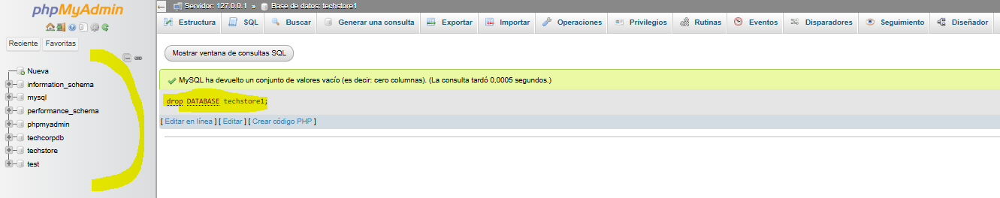 phpMyAdmin
Reciente Favoritas
Nueva
information_schema
mysql
performance_schema
phpmyadmin
techcorpdb
techstore
test
Servidor: 127.0.0.1 » Base de datos: techstore1
Estructura SQL Buscar Generar una consulta Exportar Importar Operaciones Privilegios Rutinas Eventos Disparadores Seguimiento Diseñador
Mostrar ventana de consultas SQL
MySQL ha devuelto un conjunto de valores vacío (es decir: cero columnas). (La consulta tardó 0,0005 segundos.)
drop DATABASE techstore1;
[ Editar en línea ] [ Editar ] [ Crear código PHP ]